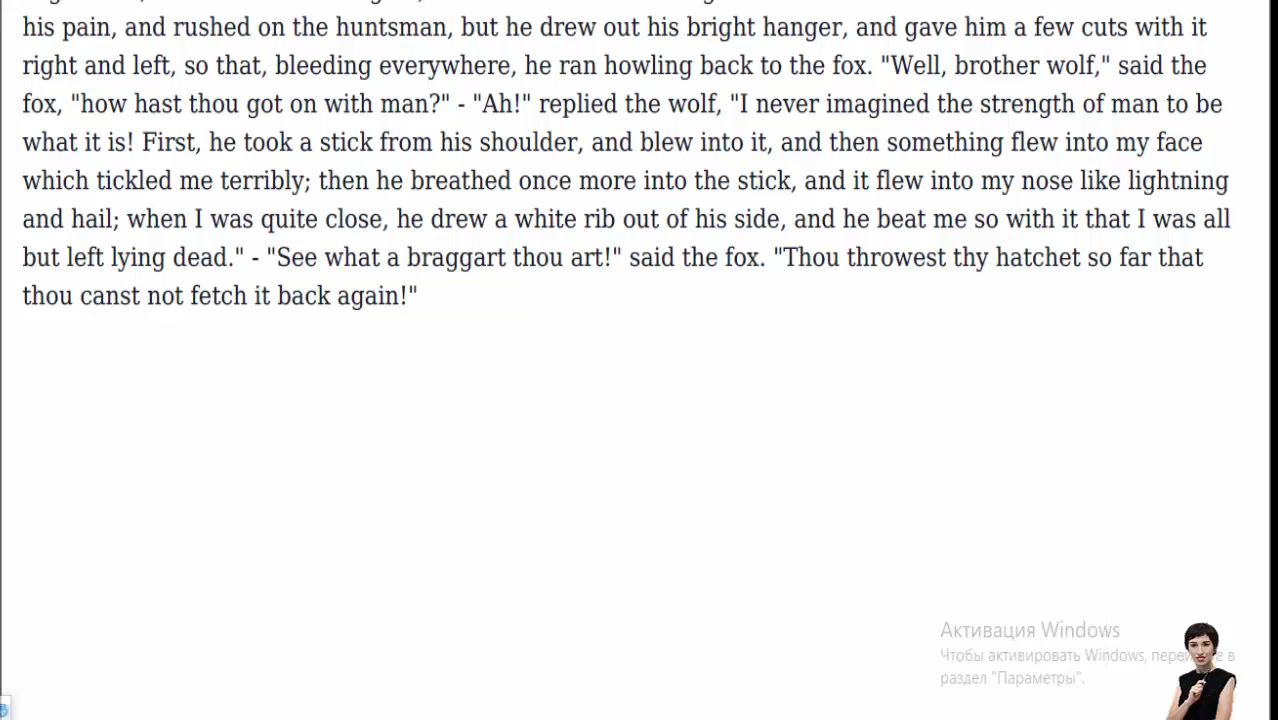 his pain, and rushed on the huntsman, but he drew out his bright hanger, and gave him a few cuts with it
right and left, so that, bleeding everywhere, he ran howling back to the fox. "Well, brother wolf," said the
fox, "how hast thou got on with man?" - "Ah!" replied the wolf, "I never imagined the strength of man to be
what it is! First, he took a stick from his shoulder, and blew into it, and then something flew into my face
which tickled me terribly; then he breathed once more into the stick, and it flew into my nose like lightning
and hail; when I was quite close, he drew a white rib out of his side, and he beat me so with it that I was all
but left lying dead." - "See what a braggart thou art!" said the fox. "Thou throwest thy hatchet so far that
thou canst not fetch it back again!"
Активация Windows
Чтобы активировать Windows, в
раздел "Параметры".